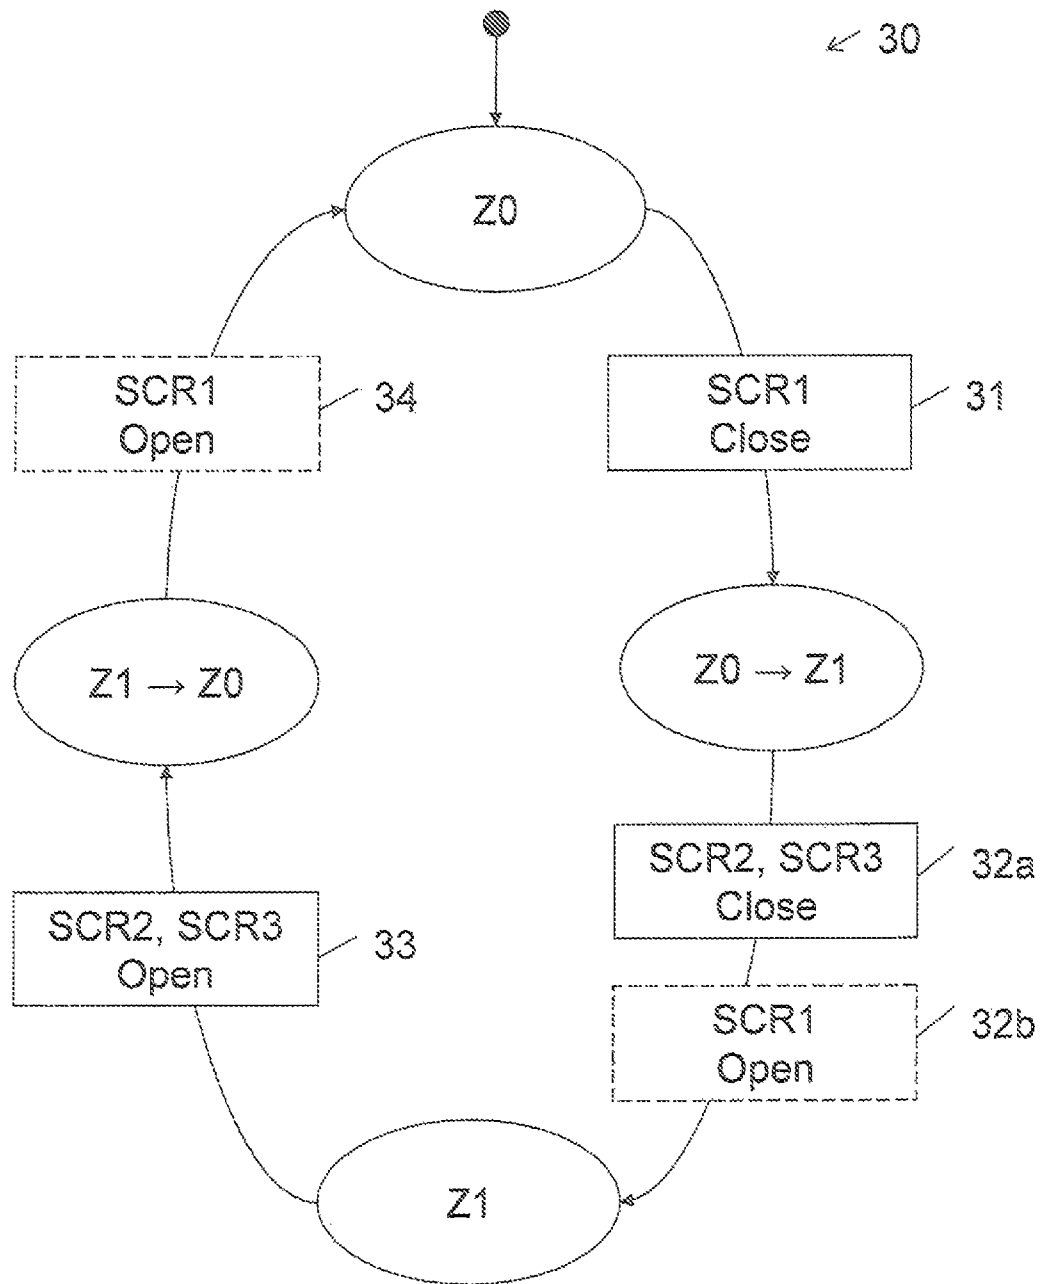 30
Z0
SCR1
Open
34
SCR1
Close
31
Z1 → Z0
Z0 → Z1
SCR2, SCR3
Close
32a
SCR2, SCR3
Open
33
SCR1
Open
32b
Z1